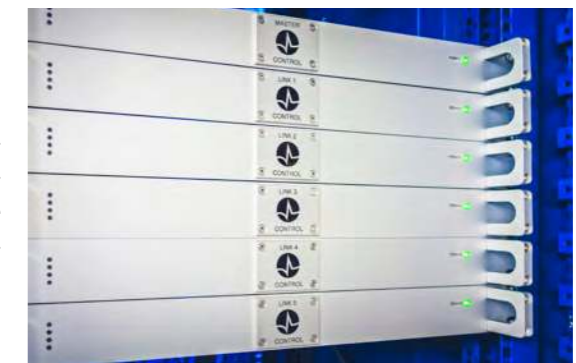 MASTER
CONTROL
LINK 1
CONTROL
LINK 2
CONTROL
LINK 3
CONTROL
LINK 4
CONTROL
LINK 5
CONTROL